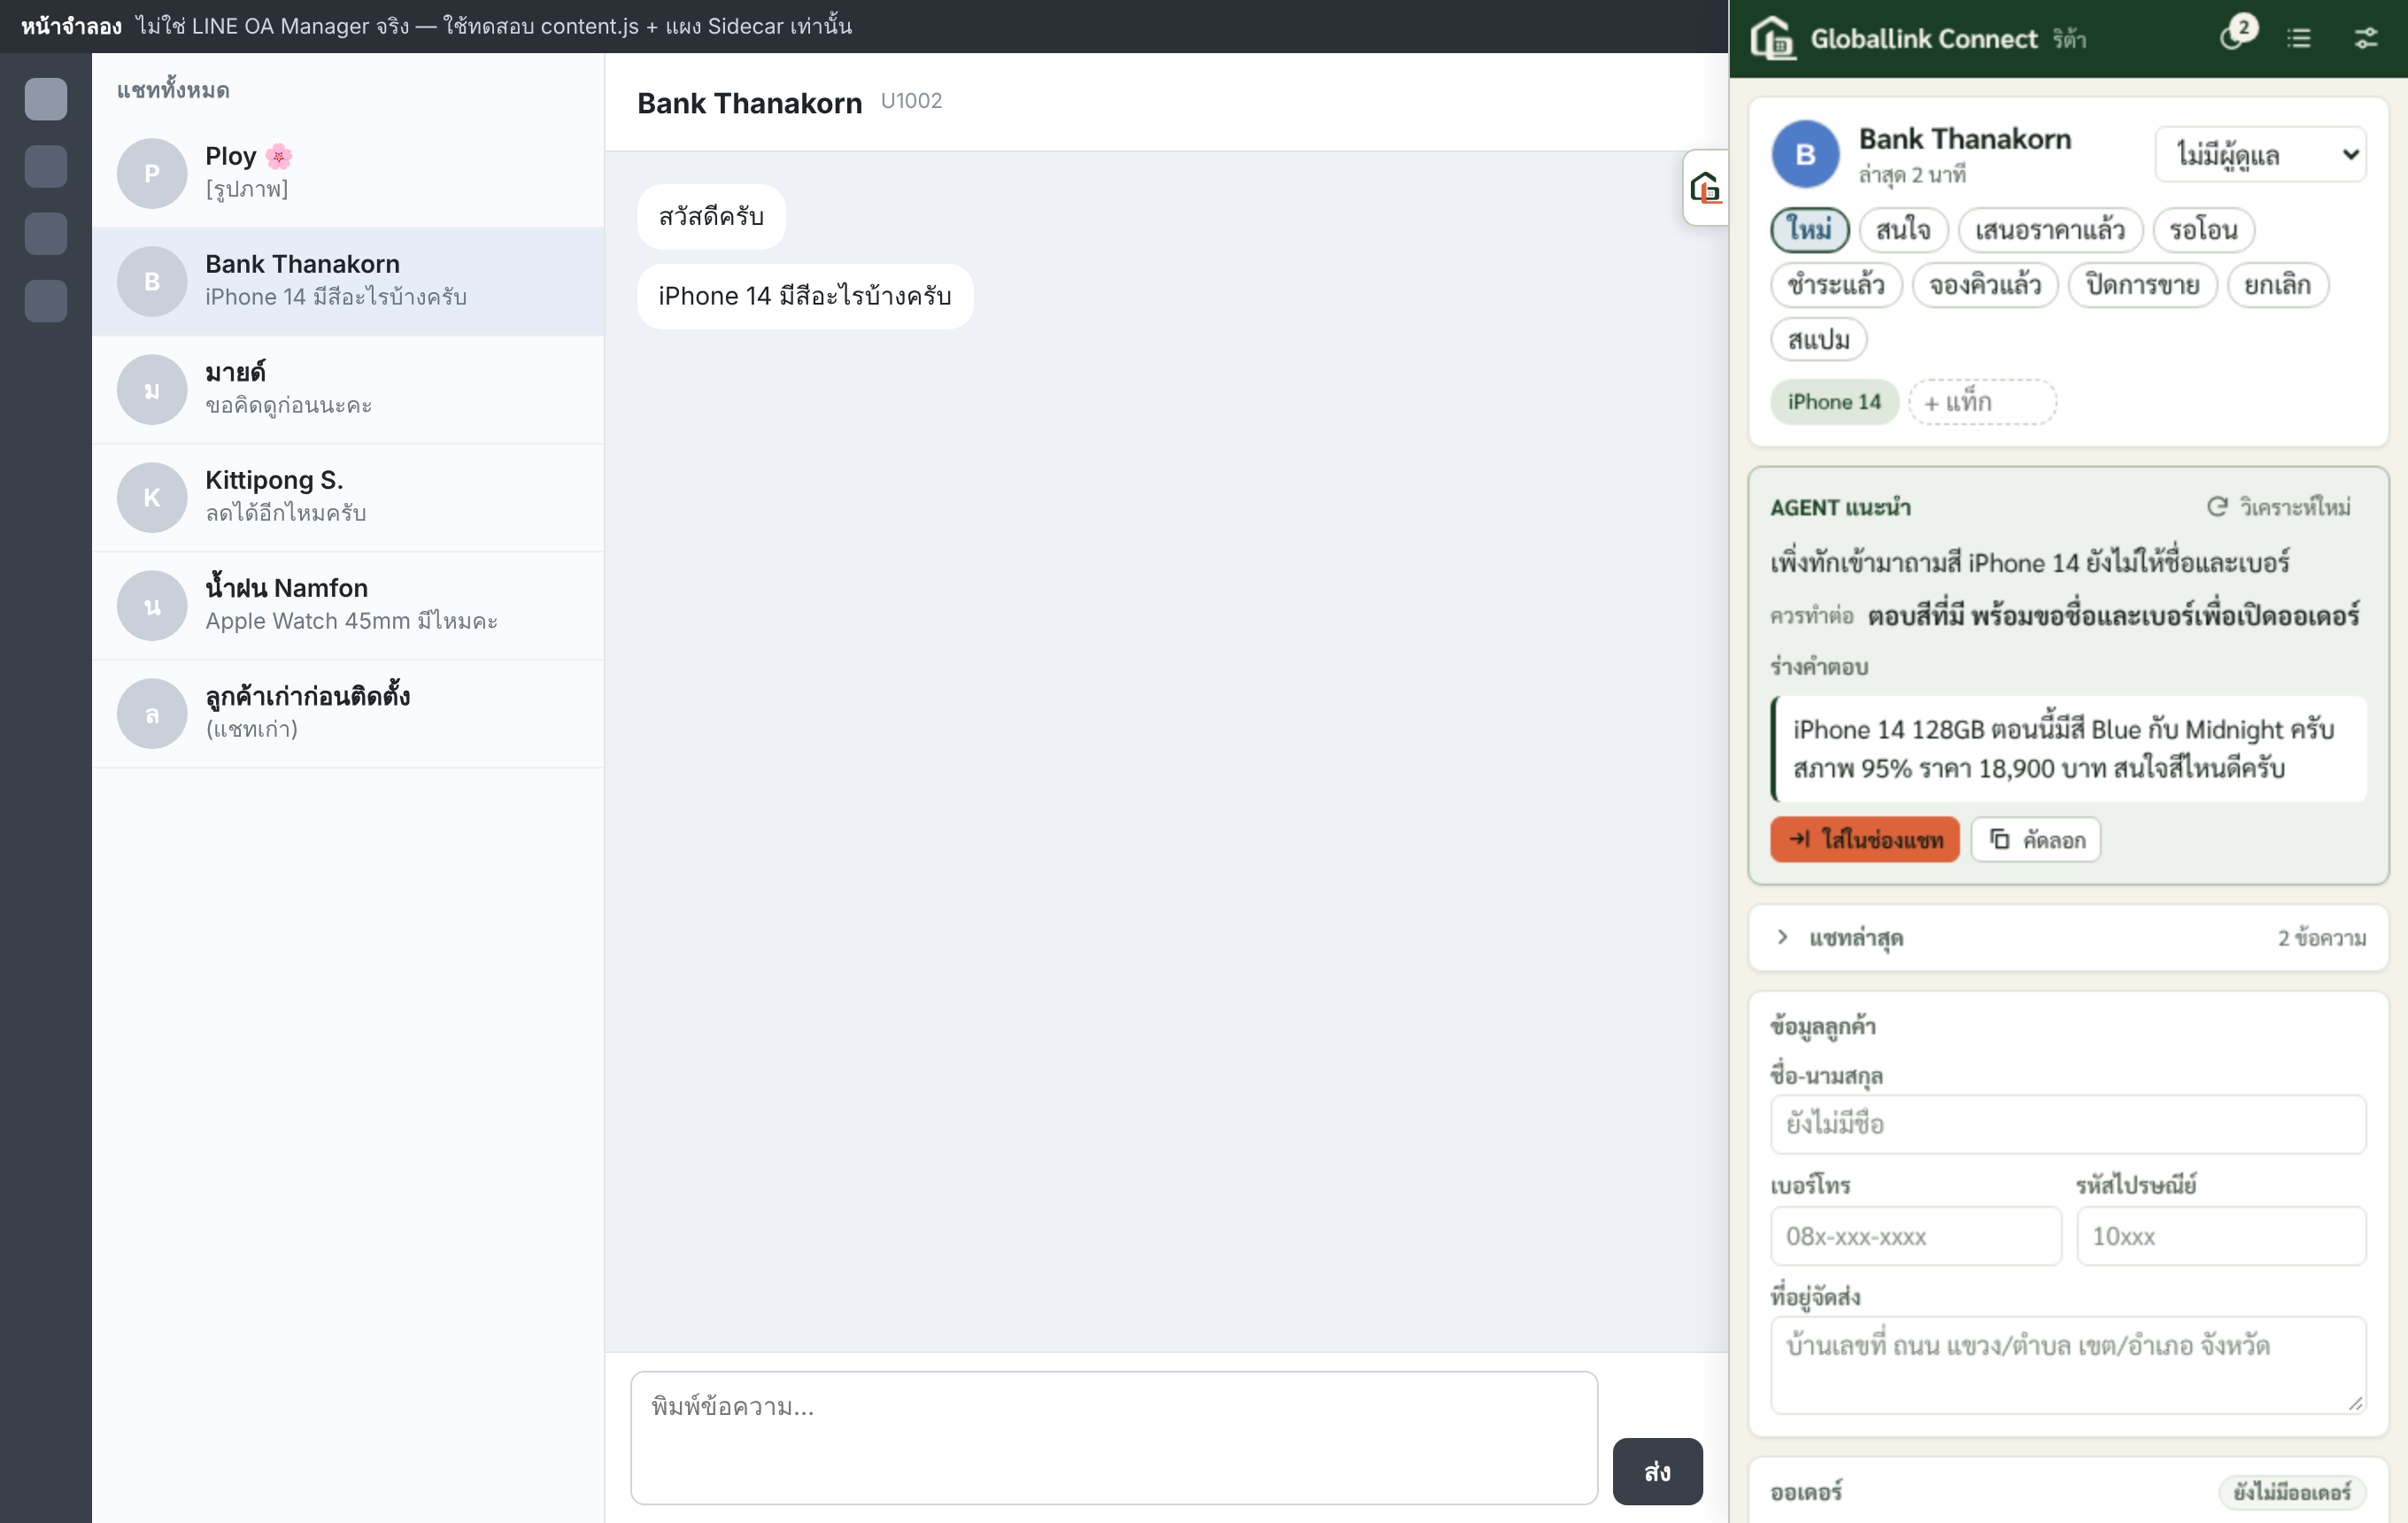 หน้าจำลอง ไม่ใช่ LINE OA Manager จริง — ใช้ทดสอบ content.js + แผง Sidecar เท่านั้น
แชททั้งหมด
P
Ploy 🌸
[รูปภาพ]
B
Bank Thanakorn
iPhone 14 มีสีอะไรบ้างครับ
ม
มายด์
ขอคิดดูก่อนนะคะ
K
Kittipong S.
ลดได้อีกไหมครับ
น
น้ำฝน Namfon
Apple Watch 45mm มีไหมคะ
ล
ลูกค้าเก่าก่อนติดตั้ง
(แชทเก่า)
Bank Thanakorn U1002
สวัสดีครับ
iPhone 14 มีสีอะไรบ้างครับ
พิมพ์ข้อความ...
ส่ง
Globallink Connect ริต้า
2
B
Bank Thanakorn
ล่าสุด 2 นาที
ไม่มีผู้ดูแล
ใหม่ สนใจ เสนอราคาแล้ว รอโอน
ชำระแล้ว จองคิวแล้ว ปิดการขาย ยกเลิก
สแปม
iPhone 14 + แท็ก
AGENT แนะนำ วิเคราะห์ใหม่
เพิ่งทักเข้ามาถามสี iPhone 14 ยังไม่ให้ชื่อและเบอร์
ควรทำต่อ ตอบสีที่มี พร้อมขอชื่อและเบอร์เพื่อเปิดออเดอร์
ร่างคำตอบ
iPhone 14 128GB ตอนนี้มีสี Blue กับ Midnight ครับ
สภาพ 95% ราคา 18,900 บาท สนใจสีไหนดีครับ
ใส่ในช่องแชท คัดลอก
แชทล่าสุด 2 ข้อความ
ข้อมูลลูกค้า
ชื่อ-นามสกุล
ยังไม่มีชื่อ
เบอร์โทร รหัสไปรษณีย์
08x-xxx-xxxx 10xxx
ที่อยู่จัดส่ง
บ้านเลขที่ ถนน แขวง/ตำบล เขต/อำเภอ จังหวัด
ออเดอร์ ยังไม่มีออเดอร์